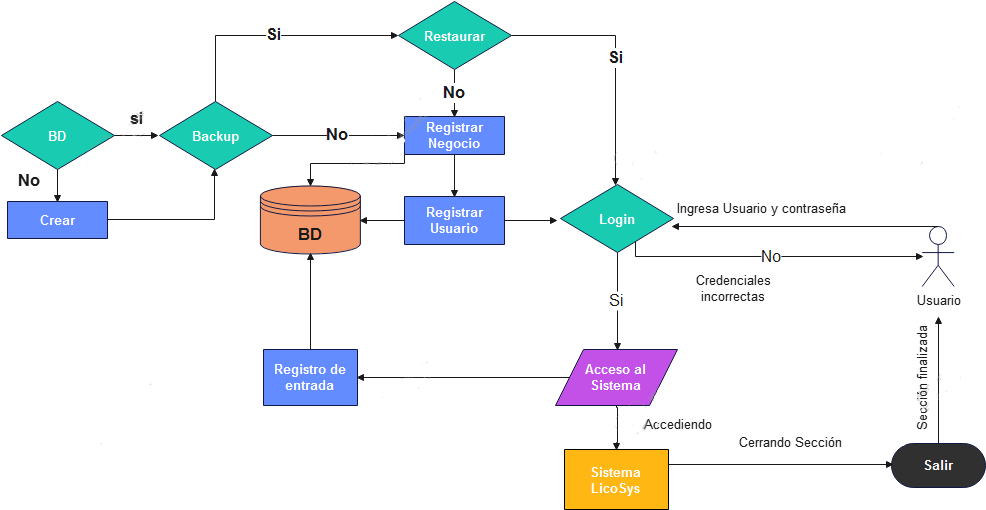 Si
Restaurar
Si
No
BD
si
Backup
No
Registrar
Negocio
No
Crear
BD
Registrar
Usuario
Login
Ingresa Usuario y contraseña
No
Credenciales
incorrectas
Usuario
Si
Registro de
entrada
Acceso al
Sistema
Sección finalizada
Accediendo
Cerrando Sección
Sistema
LicoSys
Salir